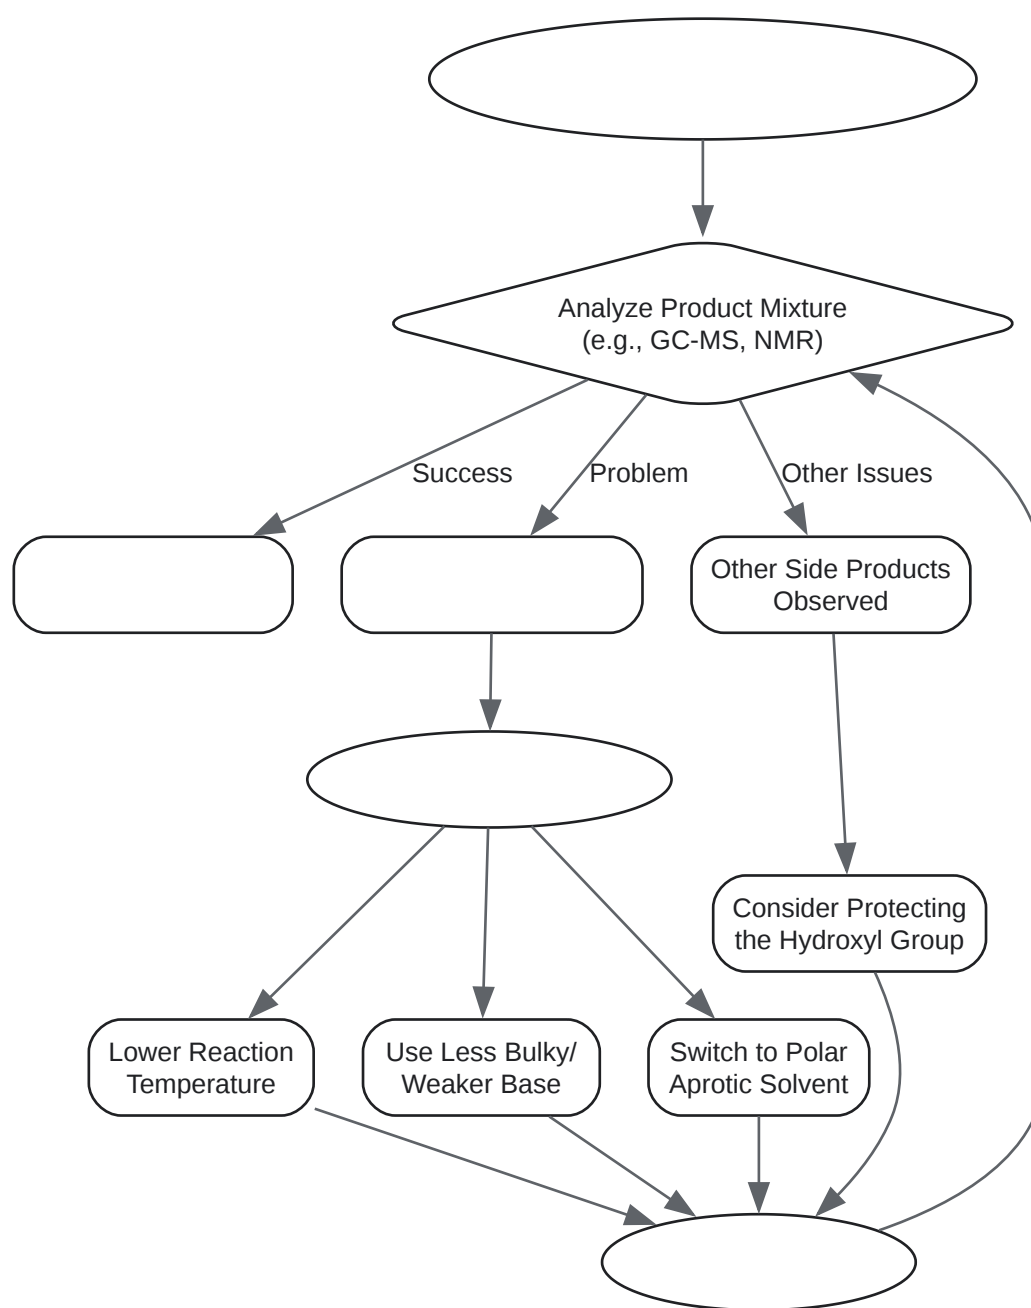 Analyze Product Mixture
(e.g., GC-MS, NMR)
Success
Problem
Other Issues
Other Side Products
Observed
Consider Protecting
the Hydroxyl Group
Lower Reaction
Temperature
Use Less Bulky/
Weaker Base
Switch to Polar
Aprotic Solvent